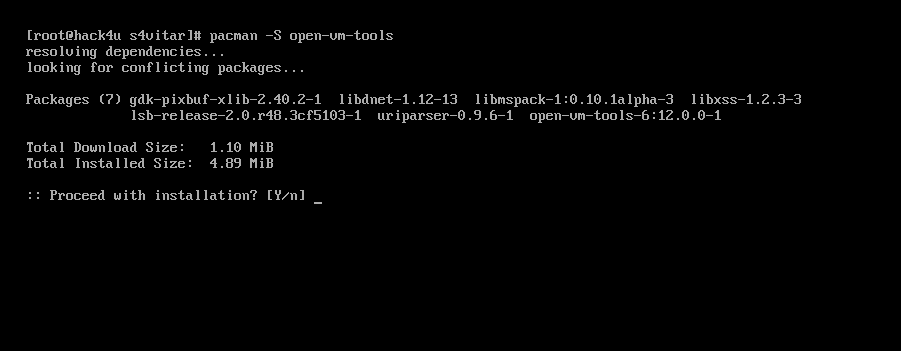 [root@hack4u s4vitar]# pacman -S open-vm-tools
resolving dependencies...
looking for conflicting packages...
Packages (7) gdk-pixbuf-xlib-2.40.2-1  libdnet-1.12-13  libmspack-1:0.10.1alpha-3  libxss-1.2.3-3
lsb-release-2.0.r48.3cf5103-1  uriparser-0.9.6-1  open-vm-tools-6:12.0.0-1
Total Download Size:   1.10 MiB
Total Installed Size:  4.89 MiB
:: Proceed with installation? [Y/n] _